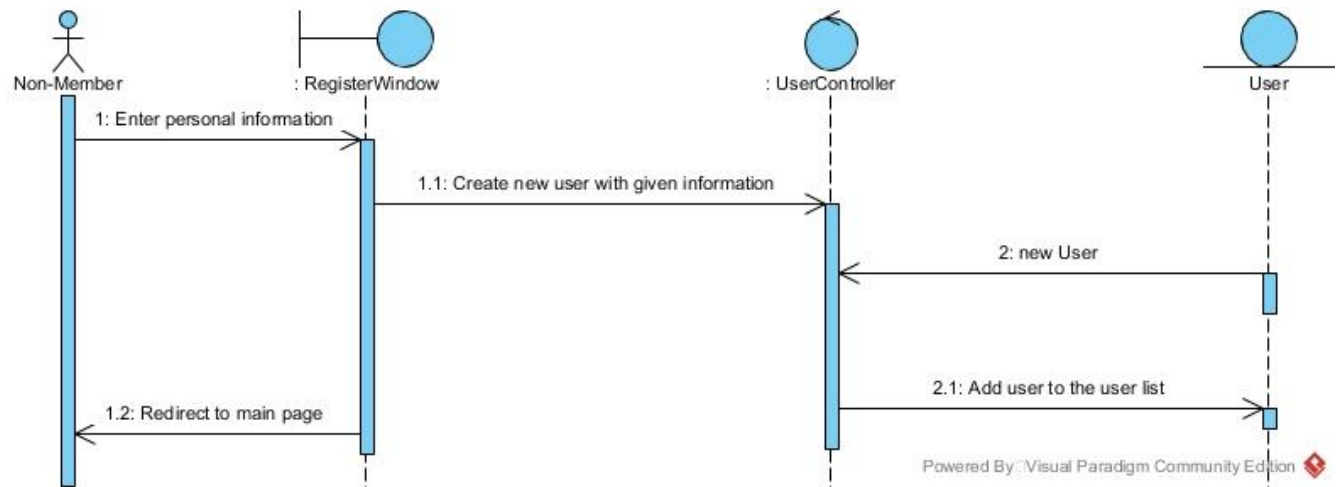 Non-Member
: RegisterWindow
: UserController
User
1: Enter personal information
1.1: Create new user with given information
2: new User
2.1: Add user to the user list
1.2: Redirect to main page
Powered By Visual Paradigm Community Edition